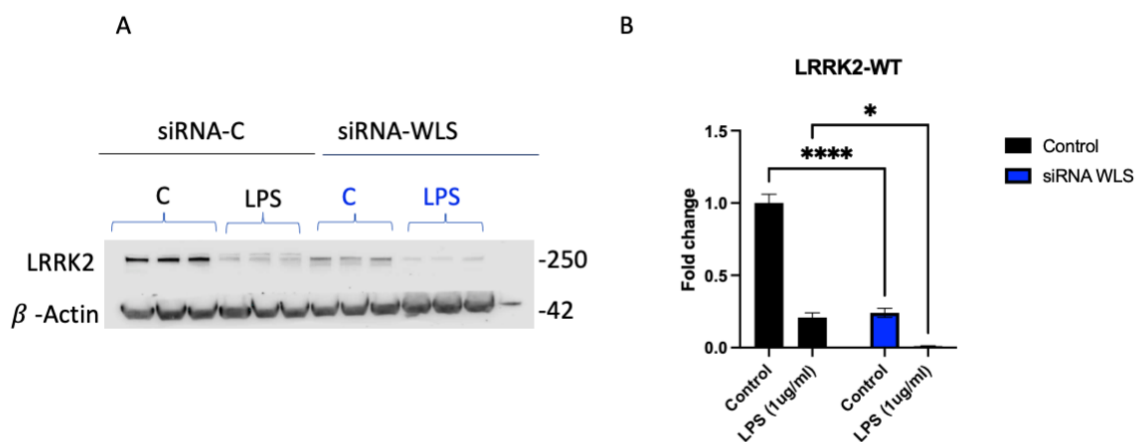 A
siRNA-C
siRNA-WLS
C
LPS
C
LPS
LRRK2
-250
β -Actin
-42
B
LRRK2-WT
*
****
1.5
1.0
0.5
0.0
Fold change
Control
LPS (1ug/ml)
Control
LPS (1ug/ml)
Control
siRNA WLS